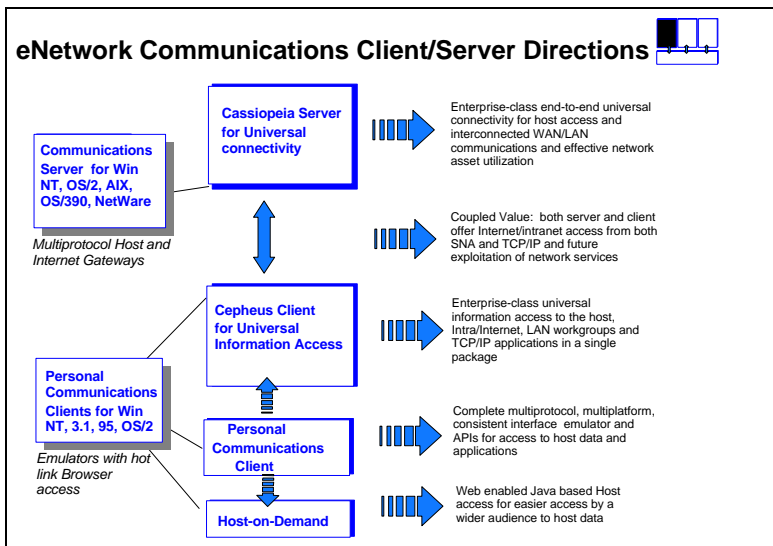 eNetwork Communications Client/Server Directions
Cassiopeia Server
for Universal
connectivity
Enterprise-class end-to-end universal
connectivity for host access and
interconnected WAN/LAN
communications and effective network
asset utilization
Communications
Server for Win
NT, OS/2, AIX,
OS/390, NetWare
Multiprotocol Host and
Internet Gateways
Coupled Value: both server and client
offer Internet/intranet access from both
SNA and TCP/IP and future
exploitation of network services
Cepheus Client
for Universal
Information Access
Enterprise-class universal
information access to the host,
Intra/Internet, LAN workgroups and
TCP/IP applications in a single
package
Personal
Communications
Clients for Win
NT, 3.1, 95, OS/2
Emulators with hot
link Browser
access
Personal
Communications
Client
Complete multiprotocol, multiplatform,
consistent interface emulator and
APIs for access to host data and
applications
Host-on-Demand
Web enabled Java based Host
access for easier access by a
wider audience to host data